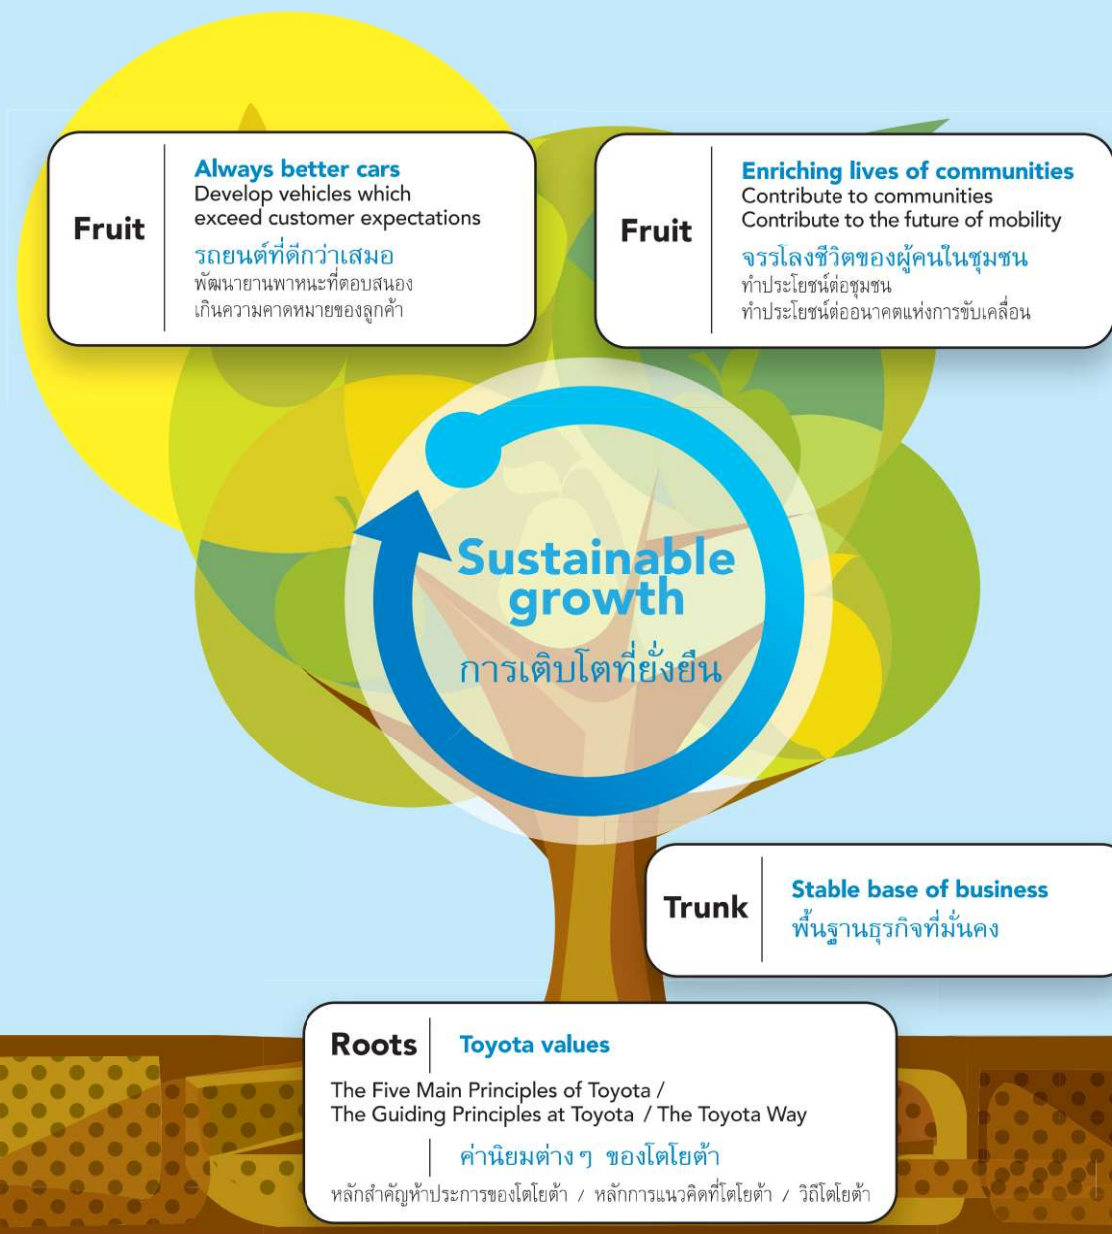 Fruit
Always better cars
Develop vehicles which
exceed customer expectations
รถยนต์ที่ดีกว่าเสมอ
พัฒนายานพาหนะที่ตอบสนอง
เกินความคาดหมายของลูกค้า
Fruit
Enriching lives of communities
Contribute to communities
Contribute to the future of mobility
จรรโลงชีวิตของผู้คนในชุมชน
ทำประโยชน์ต่อชุมชน
ทำประโยชน์ต่ออนาคตแห่งการขับเคลื่อน
Sustainable
growth
การเติบโตที่ยั่งยืน
Trunk
Stable base of business
พื้นฐานธุรกิจที่มั่นคง
Roots
Toyota values
The Five Main Principles of Toyota /
The Guiding Principles at Toyota / The Toyota Way
ค่านิยมต่าง ๆ ของโตโยต้า
หลักสำคัญห้าประการของโตโยต้า / หลักการแนวคิดที่โตโยต้า / วิถีโตโยต้า